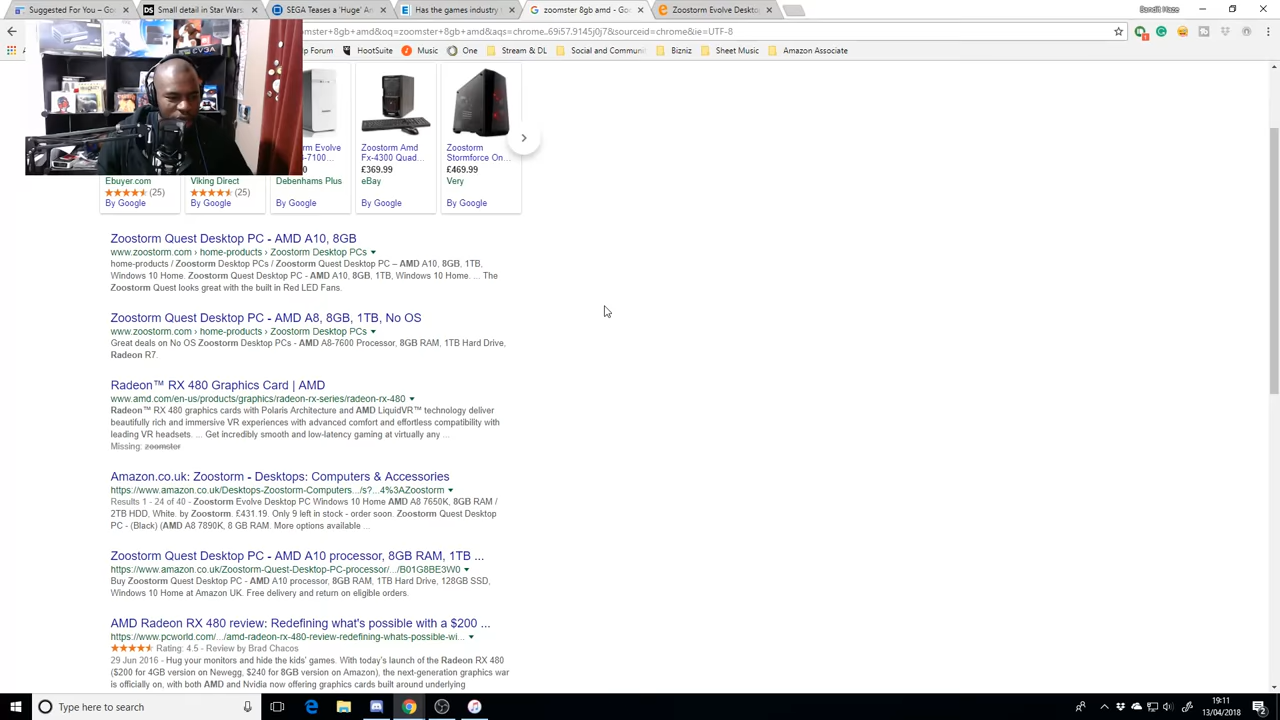 Suggested For You - B
Small detail in Star Wars
SEGA Teases a 'Huge' A
Has the games industry
zoomster 8gb amd - Goo
Zoostorm Evolve Deskto
Bandit Haze
oomster+8gb+amd&oq=zoomster+8gb+amd&aqs=chrome..69i57.9145j0j7&sourceid=chrome&ie=UTF-8
p Forum
HootSuite
Music
One - T
Stream & DL
Crypto
SUBS
Bizniz
Sheet Music
Amazon Associate
EVGA
rm Evolve
Zoostorm Amd
Zoostorm
-7100...
Fx-4300 Quad...
Stormforce On...
£369.99
£469.99
Ebuyer.com
Viking Direct
Debenhams Plus
eBay
Very
(25)
(25)
By Google
By Google
By Google
By Google
By Google
Zoostorm Quest Desktop PC - AMD A10, 8GB
www.zoostorm.com › home-products › Zoostorm Desktop PCs
home-products / Zoostorm Desktop PCs / Zoostorm Quest Desktop PC – AMD A10, 8GB, 1TB,
Windows 10 Home. Zoostorm Quest Desktop PC - AMD A10, 8GB, 1TB, Windows 10 Home. ... The
Zoostorm Quest looks great with the built in Red LED Fans.
Zoostorm Quest Desktop PC - AMD A8, 8GB, 1TB, No OS
www.zoostorm.com › home-products › Zoostorm Desktop PCs
Great deals on No OS Zoostorm Desktop PCs - AMD A8-7600 Processor, 8GB RAM, 1TB Hard Drive,
Radeon R7.
Radeon™ RX 480 Graphics Card | AMD
www.amd.com/en-us/products/graphics/radeon-rx-series/radeon-rx-480
Radeon™ RX 480 graphics cards with Polaris Architecture and AMD LiquidVR™ technology deliver
beautifully rich and immersive VR experiences with advanced comfort and effortless compatibility with
leading VR headsets. ... Get incredibly smooth and low-latency gaming at virtually any ...
Missing: zoomster
Amazon.co.uk: Zoostorm - Desktops: Computers & Accessories
https://www.amazon.co.uk/Desktops-Zoostorm-Computers.../s?...4%3AZoostorm
Results 1 - 24 of 40 - Zoostorm Evolve Desktop PC Windows 10 Home AMD A8 7650K, 8GB RAM /
2TB HDD, White. by Zoostorm. £431.19. Only 9 left in stock - order soon. Zoostorm Quest Desktop
PC - (Black) (AMD A8 7890K, 8 GB RAM. More options available ...
Zoostorm Quest Desktop PC - AMD A10 processor, 8GB RAM, 1TB ...
https://www.amazon.co.uk/Zoostorm-Quest-Desktop-PC-processor/.../B01G8BE3W0
Buy Zoostorm Quest Desktop PC - AMD A10 processor, 8GB RAM, 1TB Hard Drive, 128GB SSD,
Windows 10 Home at Amazon UK. Free delivery and return on eligible orders.
AMD Radeon RX 480 review: Redefining what's possible with a $200 ...
https://www.pcworld.com/.../amd-radeon-rx-480-review-redefining-whats-possible-wi...
Rating: 4.5 - Review by Brad Chacos
29 Jun 2016 - Hug your monitors and hide the kids' games. With today's launch of the Radeon RX 480
($200 for 4GB version on Newegg, $240 for 8GB version on Amazon), the next-generation graphics war
is officially on, with both AMD and Nvidia now offering graphics cards built around underlying
Type here to search
19:11
13/04/2018